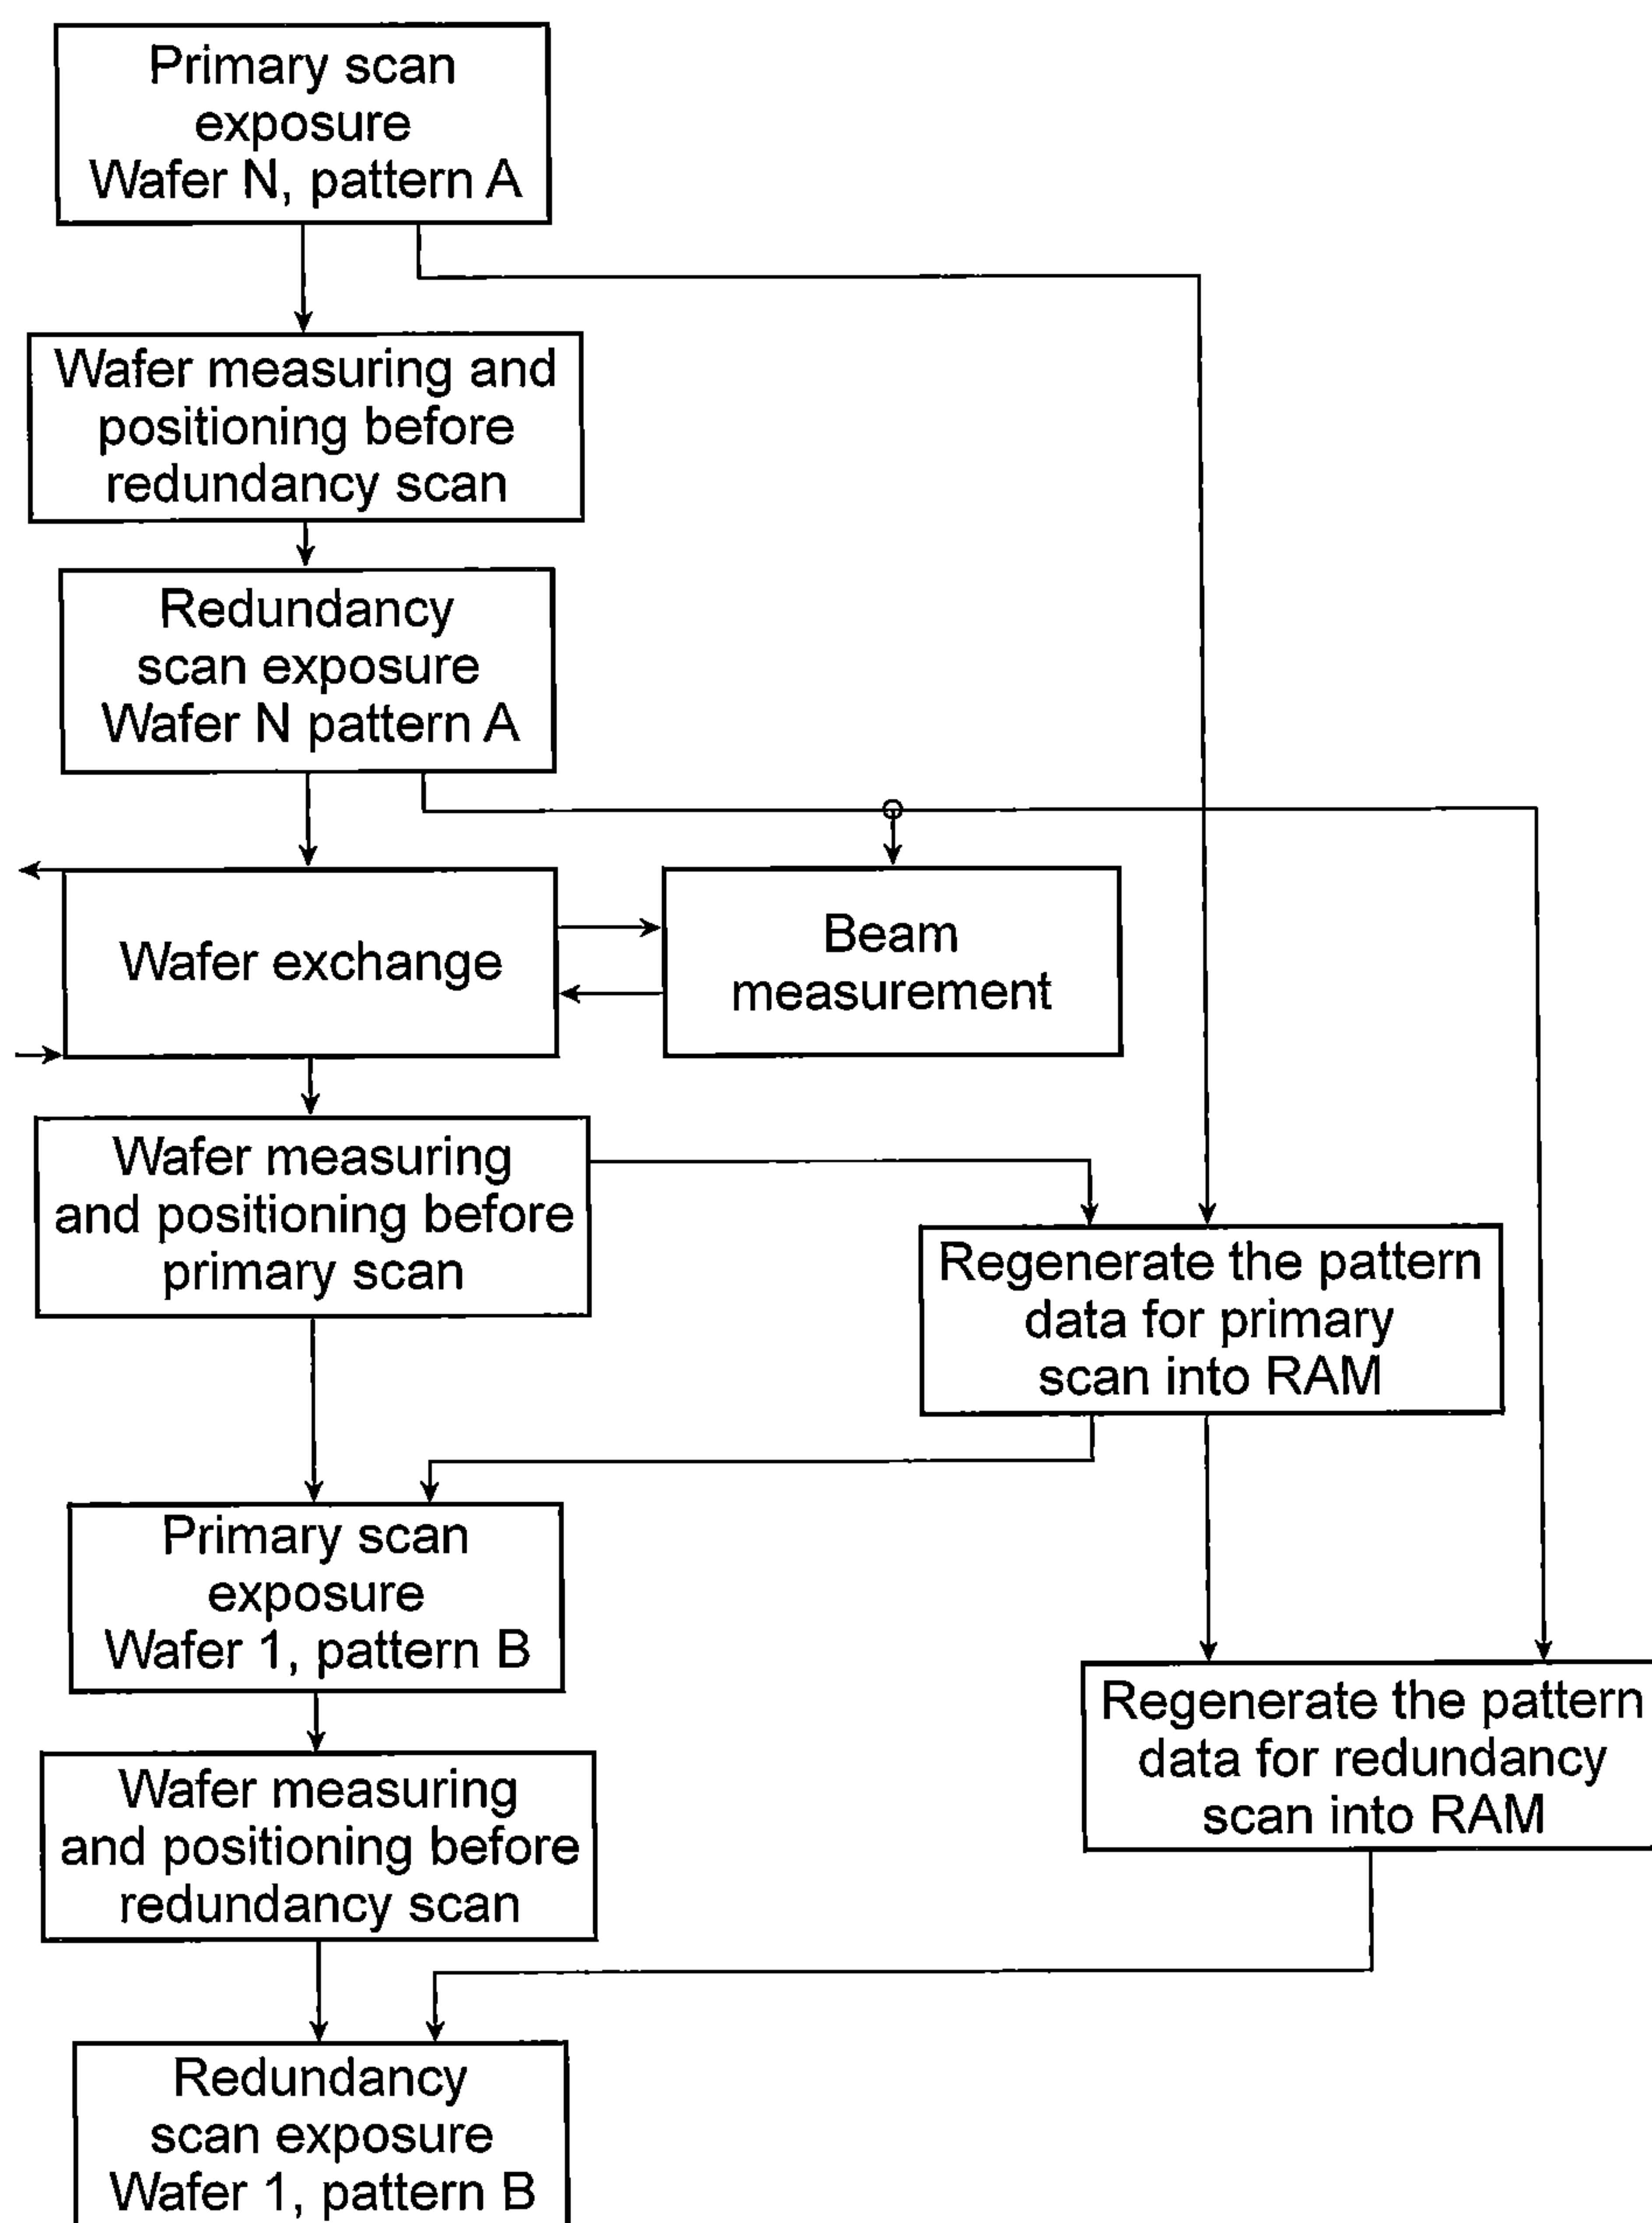 Primary scan
exposure
Wafer N, pattern A
Wafer measuring and
positioning before
redundancy scan
Redundancy
scan exposure
Wafer N pattern A
Wafer exchange
Beam
measurement
Wafer measuring
and positioning before
primary scan
Regenerate the pattern
data for primary
scan into RAM
Primary scan
exposure
Wafer 1, pattern B
Regenerate the pattern
data for redundancy
scan into RAM
Wafer measuring
and positioning before
redundancy scan
Redundancy
scan exposure
Wafer 1, pattern B